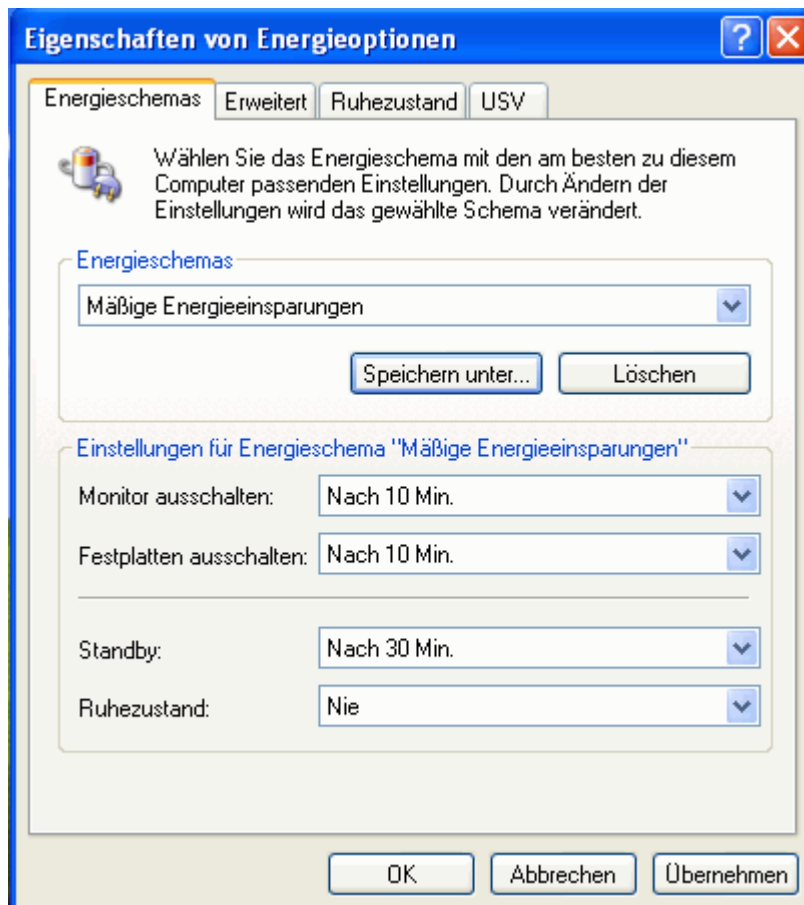 Eigenschaften von Energieoptionen
Energieschemas Erweitert Ruhezustand USV
Wählen Sie das Energieschema mit den am besten zu diesem
Computer passenden Einstellungen. Durch Ändern der
Einstellungen wird das gewählte Schema verändert.
Energieschemas
Mäßige Energieeinsparungen
Speichern unter... Löschen
Einstellungen für Energieschema "Mäßige Energieeinsparungen"
Monitor ausschalten: Nach 10 Min.
Festplatten ausschalten: Nach 10 Min.
Standby: Nach 30 Min.
Ruhezustand: Nie
OK Abbrechen Übernehmen